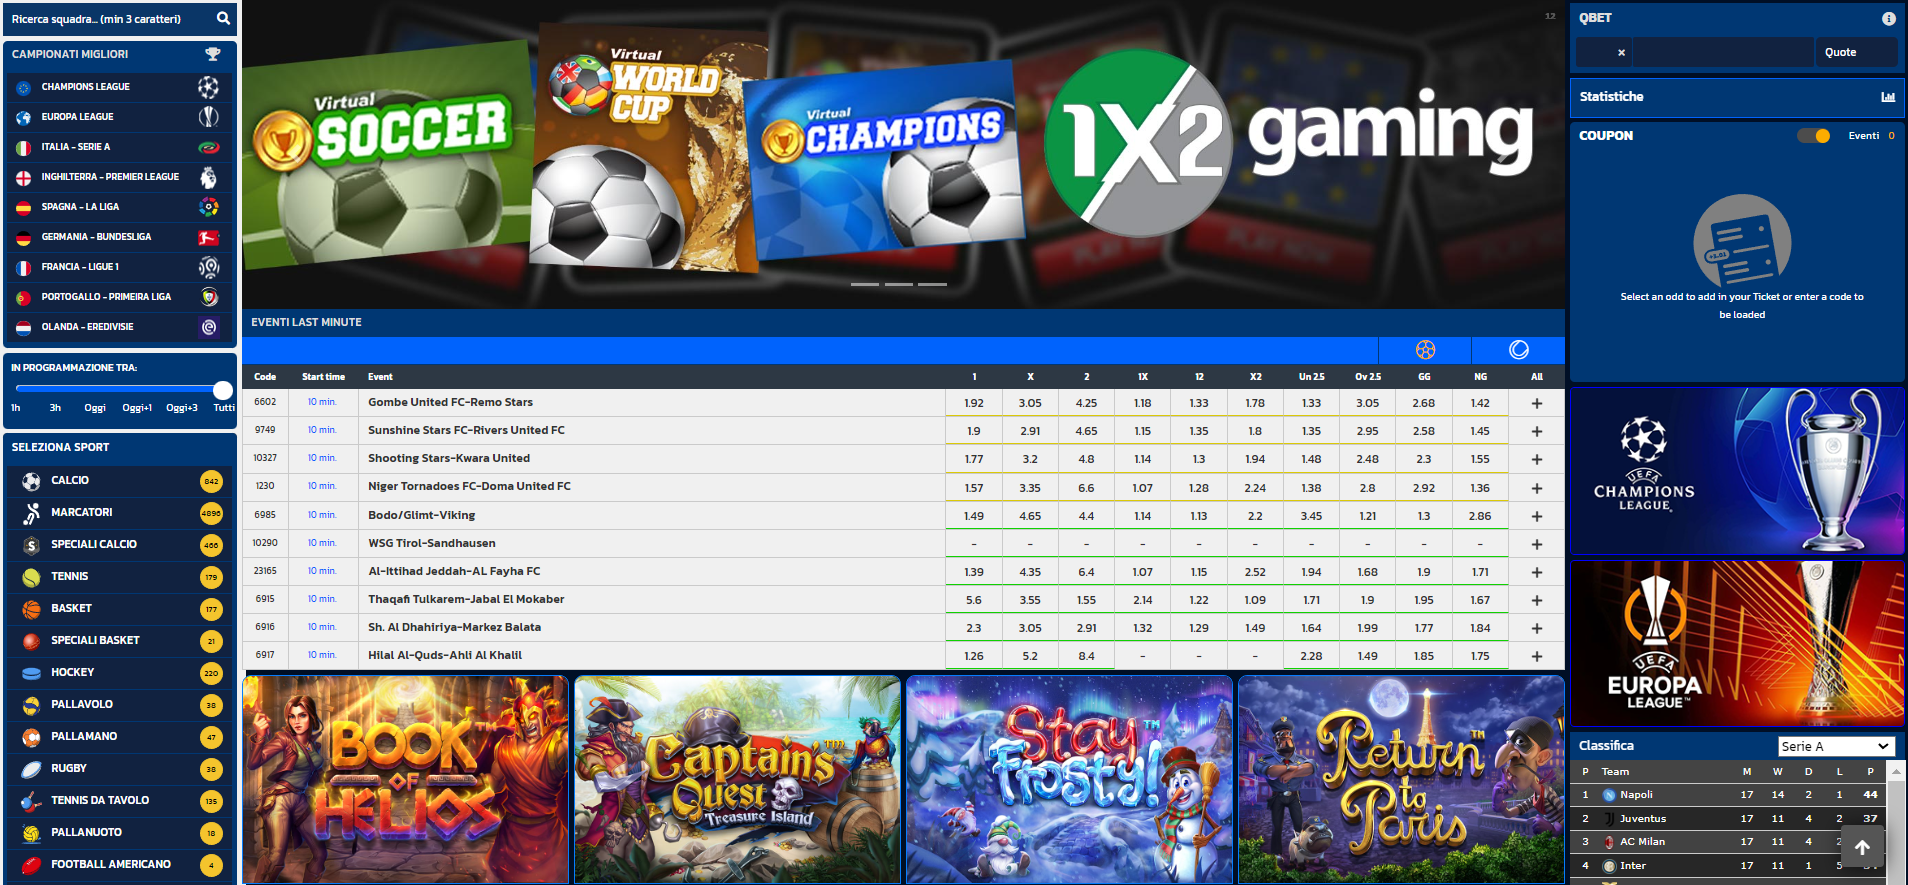 Ricerca squadra... (min 3 caratteri)
CAMPIONATI MIGLIORI
CHAMPIONS LEAGUE
EUROPA LEAGUE
ITALIA - SERIE A
INGHILTERRA - PREMIER LEAGUE
SPAGNA - LA LIGA
GERMANIA - BUNDESLIGA
FRANCIA - LIGUE 1
PORTOGALLO - PRIMEIRA LIGA
OLANDA - EREDIVISIE
IN PROGRAMMAZIONE TRA:
1h 3h Oggi Oggi+1 Oggi+3 Tutti
SELEZIONA SPORT
CALCIO 842
MARCATORI 4896
SPECIALI CALCIO 466
TENNIS 179
BASKET 177
SPECIALI BASKET 21
HOCKEY 220
PALLAVOLO 38
PALLAMANO 47
RUGBY 38
TENNIS DA TAVOLO 135
PALLANUOTO 18
FOOTBALL AMERICANO 4
Virtual
SOCCER
Virtual
WORLD
CUP
Virtual
CHAMPIONS
1X2
gaming
12
EVENTI LAST MINUTE
Code Start time Event 1 X 2 1X 12 X2 Un 2.5 Ov 2.5 GG NG All
6602 10 min. Gombe United FC-Remo Stars 1.92 3.05 4.25 1.18 1.33 1.78 1.33 3.05 2.68 1.42 +
9749 10 min. Sunshine Stars FC-Rivers United FC 1.9 2.91 4.65 1.15 1.35 1.8 1.35 2.95 2.58 1.45 +
10327 10 min. Shooting Stars-Kwara United 1.77 3.2 4.8 1.14 1.3 1.94 1.48 2.48 2.3 1.55 +
1230 10 min. Niger Tornadoes FC-Doma United FC 1.57 3.35 6.6 1.07 1.28 2.24 1.38 2.8 2.92 1.36 +
6985 10 min. Bodo/Glimt-Viking 1.49 4.65 4.4 1.14 1.13 2.2 3.45 1.21 1.3 2.86 +
10290 10 min. WSG Tirol-Sandhausen - - - - - - - - - - +
23165 10 min. Al-Ittihad Jeddah-AL Fayha FC 1.39 4.35 6.4 1.07 1.15 2.52 1.94 1.68 1.9 1.71 +
6915 10 min. Thaqafi Tulkarem-Jabal El Mokaber 5.6 3.55 1.55 2.14 1.22 1.09 1.71 1.9 1.95 1.67 +
6916 10 min. Sh. Al Dhahiriya-Markez Balata 2.3 3.05 2.91 1.32 1.29 1.49 1.64 1.99 1.77 1.84 +
6917 10 min. Hilal Al-Quds-Ahli Al Khalil 1.26 5.2 8.4 - - - 2.28 1.49 1.85 1.75 +
BOOK™
OF
HELIOS
Captain's™
Quest
Treasure Island
Stay™
Frosty!
Return™
to
Paris
QBET
× Quote
Statistiche
COUPON Eventi 0
Select an odd to add in your Ticket or enter a code to
be loaded
UEFA
CHAMPIONS
LEAGUE
UEFA
EUROPA
LEAGUE™
Classifica Serie A
P Team M W D L P
1 Napoli 17 14 2 1 44
2 Juventus 17 11 4 2 37
3 AC Milan 17 11 4
4 Inter 17 11 1 5